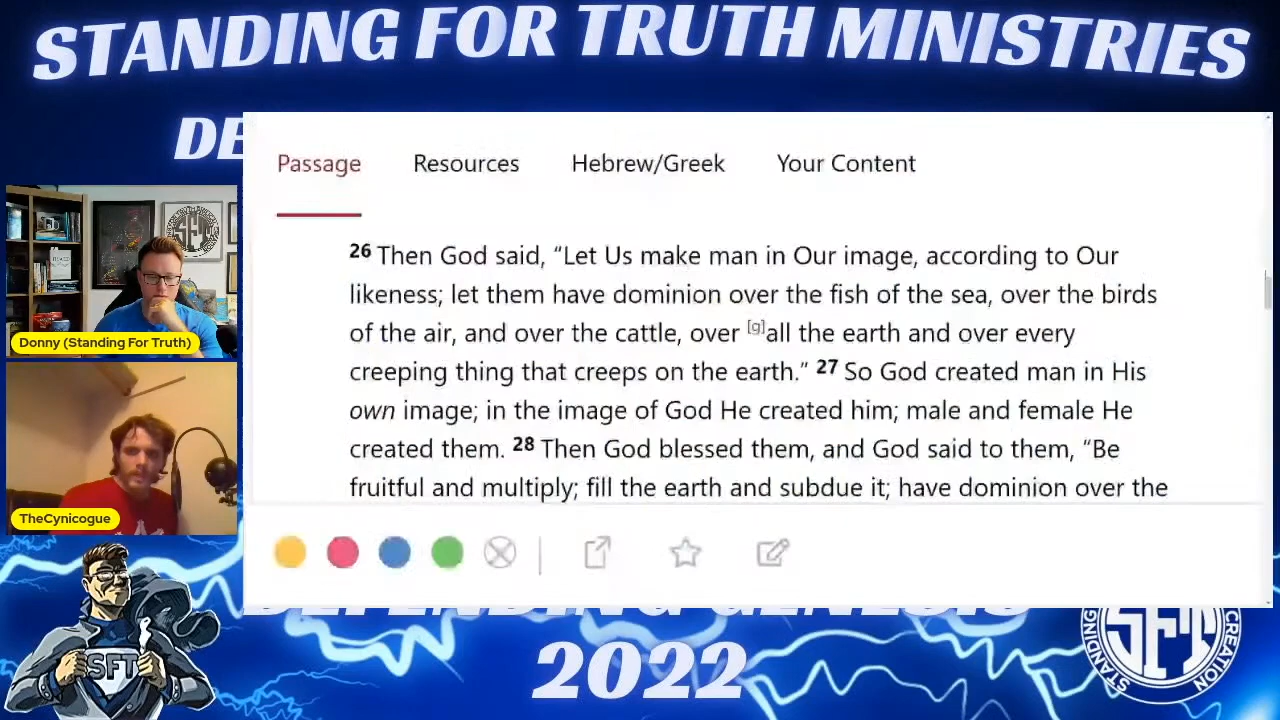 STANDING FOR TRUTH MINISTRIES
DE
Passage Resources Hebrew/Greek Your Content
26 Then God said, “Let Us make man in Our image, according to Our
likeness; let them have dominion over the fish of the sea, over the birds
of the air, and over the cattle, over [g]all the earth and over every
creeping thing that creeps on the earth.” 27 So God created man in His
own image; in the image of God He created him; male and female He
created them. 28 Then God blessed them, and God said to them, “Be
fruitful and multiply; fill the earth and subdue it; have dominion over the
SFT
Donny (Standing For Truth)
TheCynicogue
DEFENDING GENESIS
2022
SFT
STANDING
SFT
CREATION